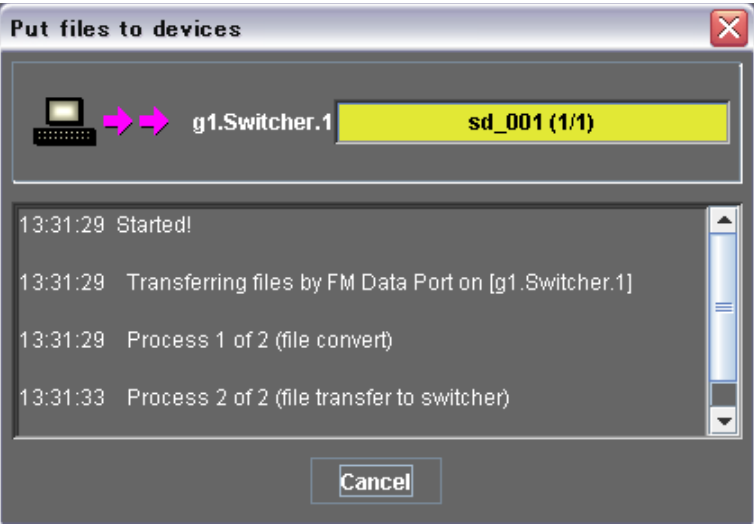 Put files to devices
g1.Switcher.1 sd_001 (1/1)
13:31:29 Started!
13:31:29 Transferring files by FM Data Port on [g1.Switcher.1]
13:31:29 Process 1 of 2 (file convert)
13:31:33 Process 2 of 2 (file transfer to switcher)
Cancel